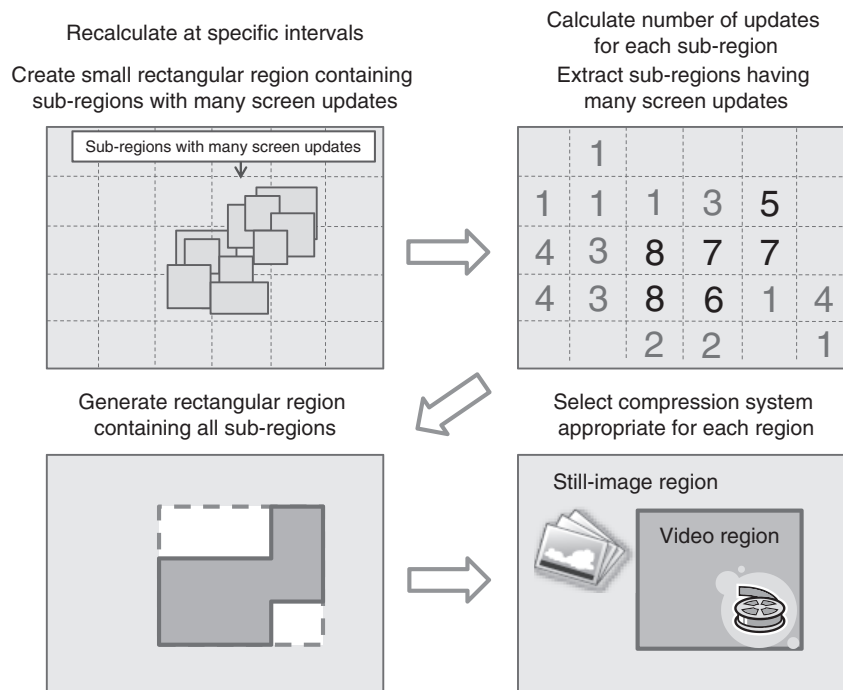 Recalculate at specific intervals
Create small rectangular region containing
sub-regions with many screen updates
Sub-regions with many screen updates
Calculate number of updates
for each sub-region
Extract sub-regions having
many screen updates
1
1 1 1 3 5
4 3 8 7 7
4 3 8 6 1 4
2 2 1
Generate rectangular region
containing all sub-regions
Select compression system
appropriate for each region
Still-image region
Video region